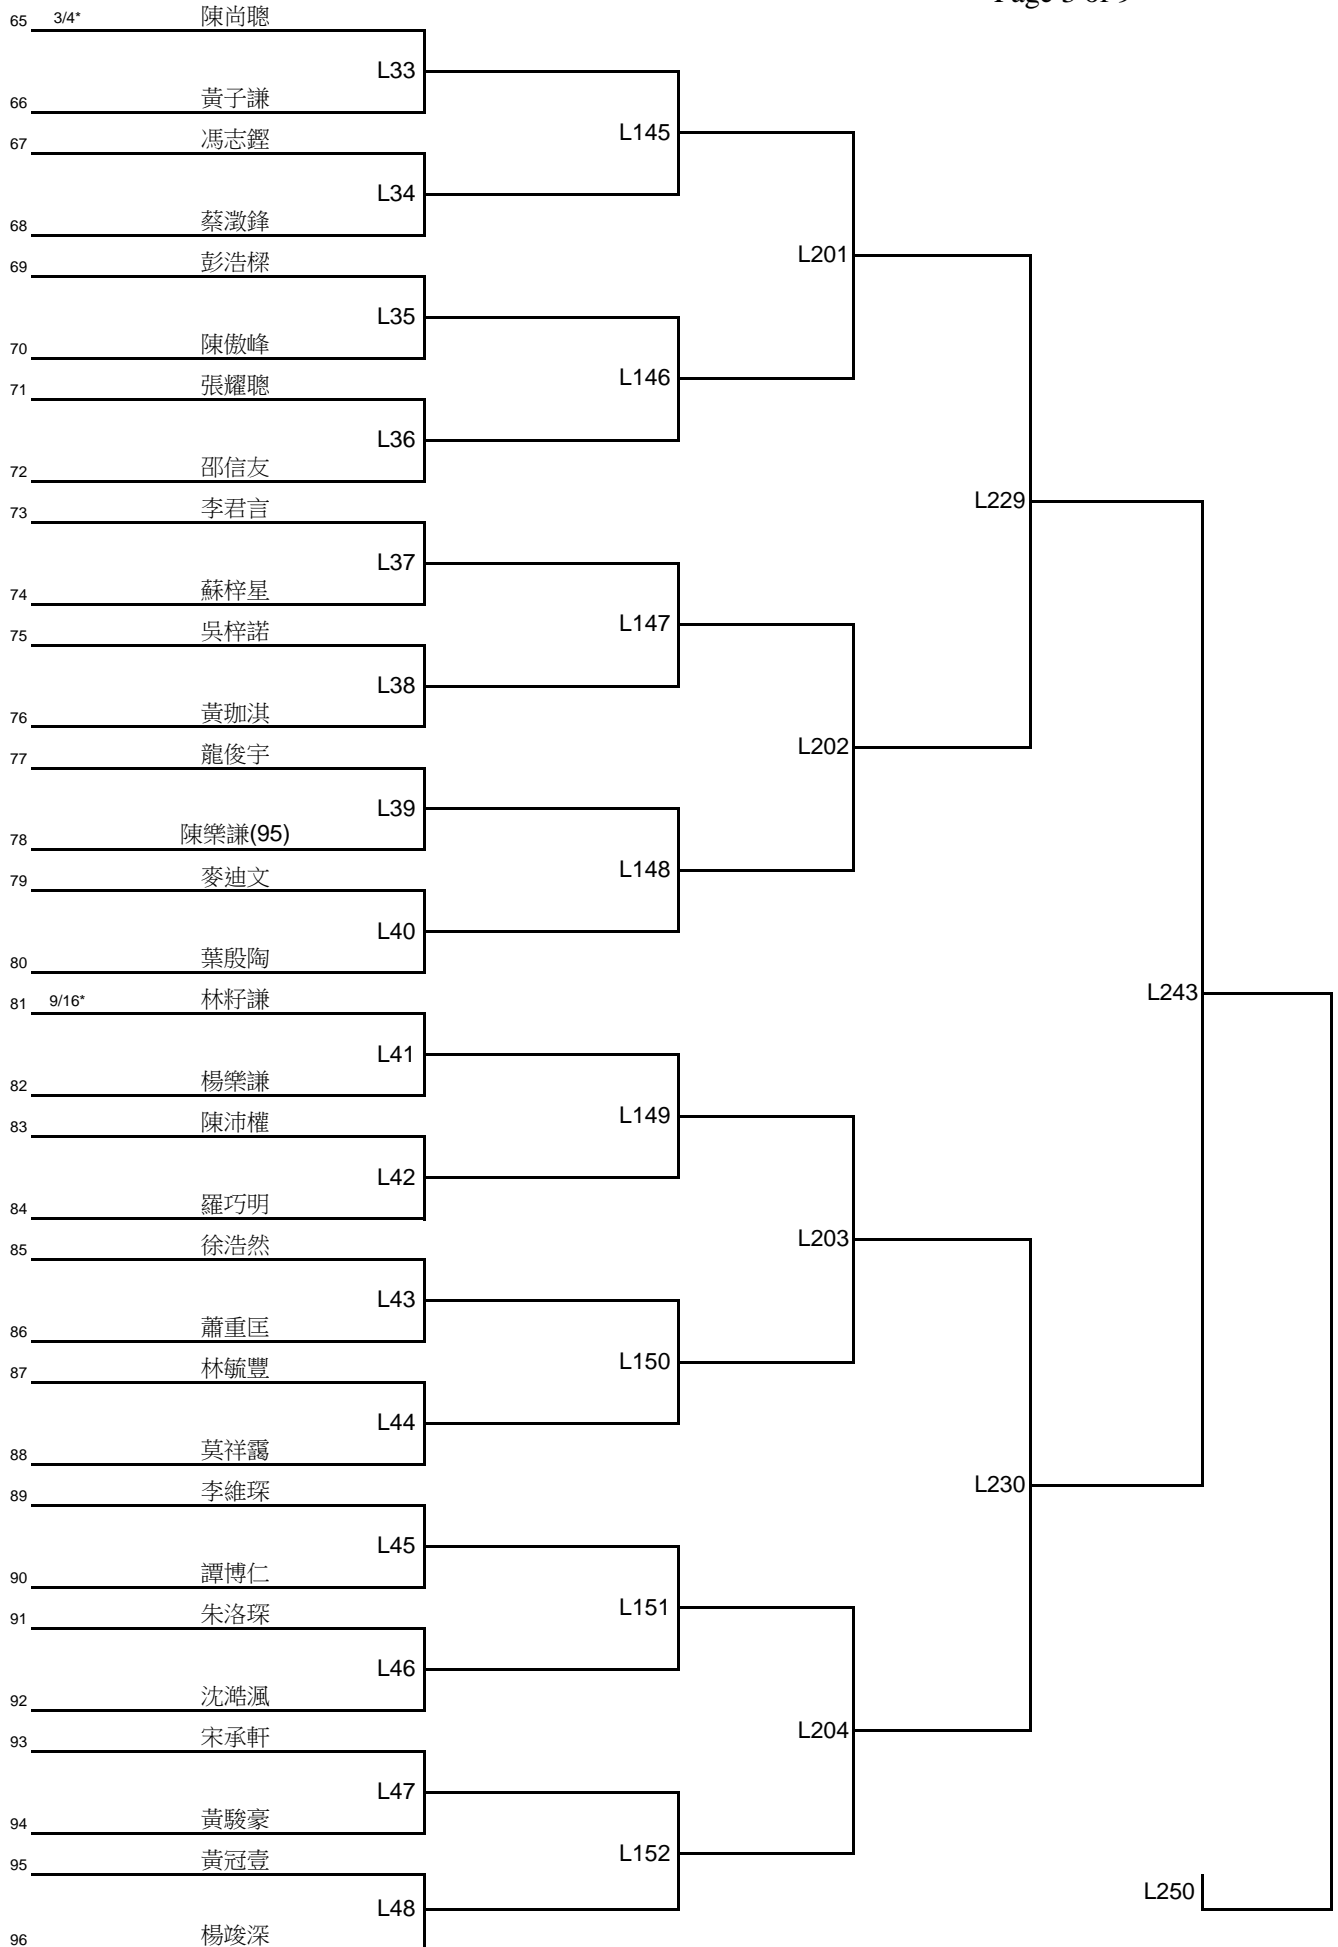 Page 3 of 9
65 3/4* 陳尚聰
L33
66 黃子謙
L145
67 馮志鏗
L34
68 蔡澂鋒
L201
69 彭浩樑
L35
70 陳傲峰
L146
71 張耀聰
L36
72 邵信友
L229
73 李君言
L37
74 蘇梓星
L147
75 吳梓諾
L38
76 黃珈淇
L202
77 龍俊宇
L39
78 陳樂謙(95)
L148
79 麥迪文
L40
80 葉殷陶
L243
81 9/16* 林籽謙
L41
82 楊樂謙
L149
83 陳沛權
L42
84 羅巧明
L203
85 徐浩然
L43
86 蕭重匡
L150
87 林毓豐
L44
88 莫祥靄
L230
89 李維琛
L45
90 譚博仁
L151
91 朱洛琛
L46
92 沈澔渢
L204
93 宋承軒
L47
94 黃駿豪
L152
95 黃冠壹
L250
L48
96 楊竣深